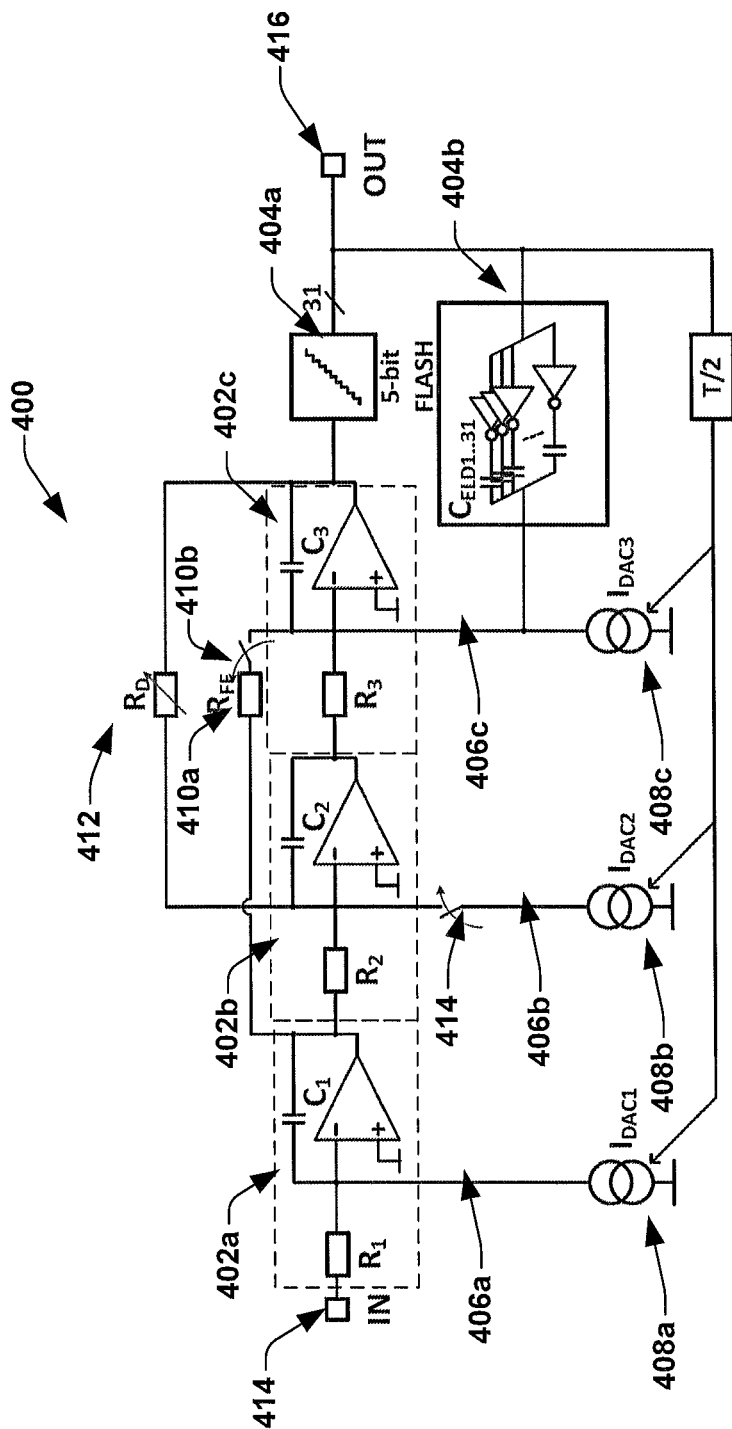 400
412
410a
410b
402c
404a
416
R_D
R_FE
402a
402b
C_1
C_2
C_3
31
414
IN
R_1
R_2
R_3
−
+
−
+
−
+
5-bit
FLASH
OUT
404b
C_ELD1..31
406a
414
406b
406c
I_DAC1
I_DAC2
I_DAC3
408a
408b
408c
T/2